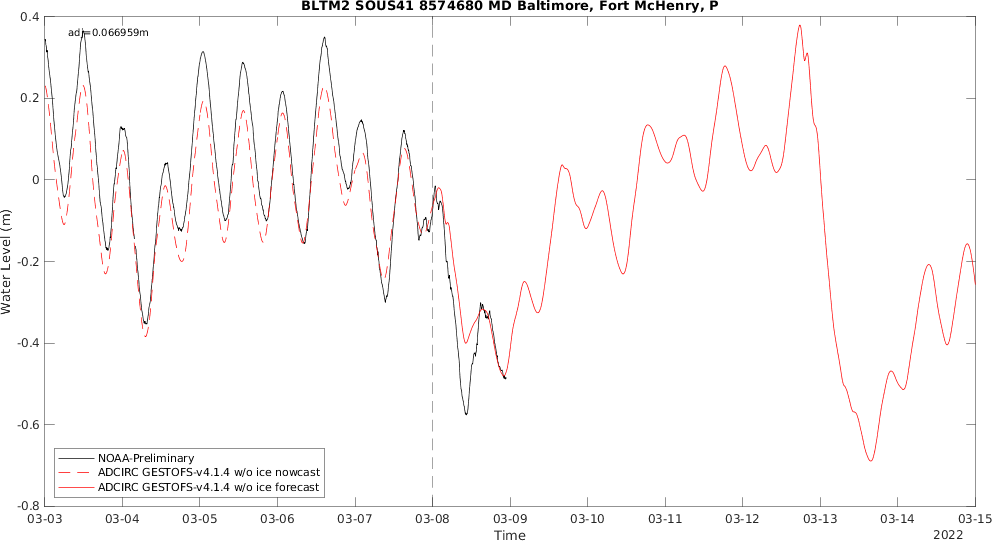 BLTM2 SOUS41 8574680 MD Baltimore, Fort McHenry, P
adj=0.066959m
0.4
0.2
0
-0.2
-0.4
-0.6
-0.8
Water Level (m)
NOAA-Preliminary
ADCIRC GESTOFS-v4.1.4 w/o ice nowcast
ADCIRC GESTOFS-v4.1.4 w/o ice forecast
03-03 03-04 03-05 03-06 03-07 03-08 03-09 03-10 03-11 03-12 03-13 03-14 03-15
Time
2022